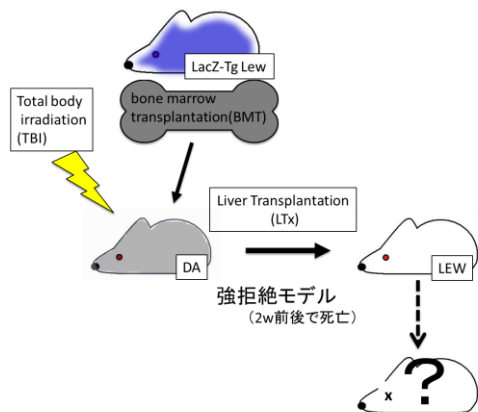 LacZ-Tg Lew
bone marrow
transplantation(BMT)
Total body
irradiation
(TBI)
Liver Transplantation
(LTx)
DA
LEW
強拒絶モデル
(2w前後で死亡)
x
?